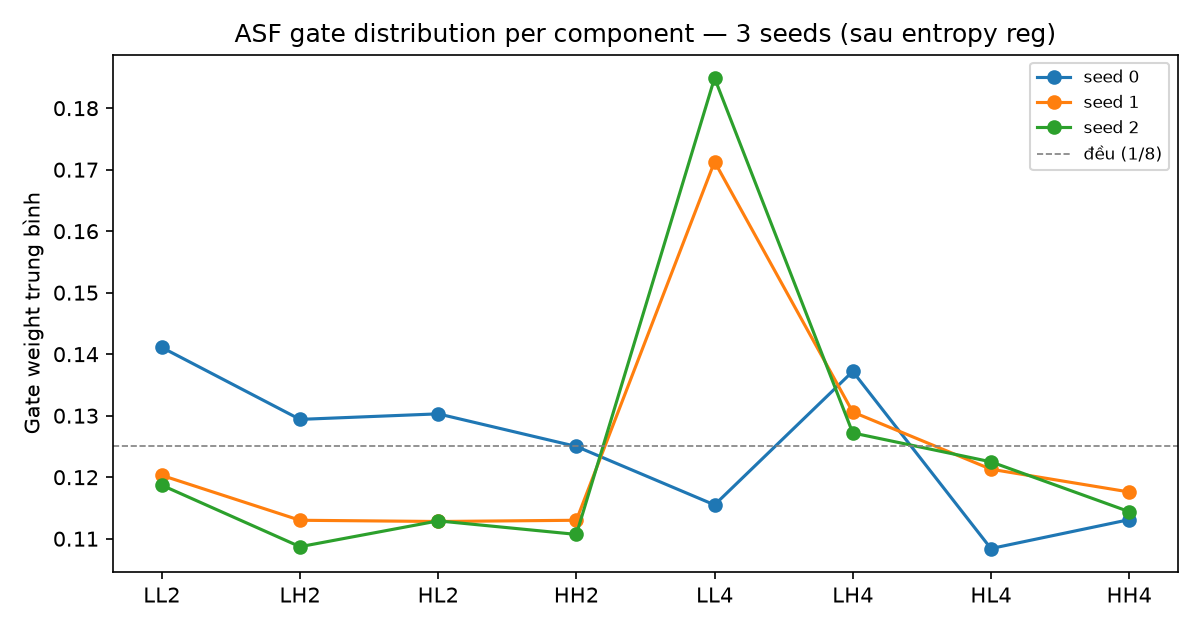 ASF gate distribution per component — 3 seeds (sau entropy reg)
Gate weight trung bình
0.18
0.17
0.16
0.15
0.14
0.13
0.12
0.11
seed 0
seed 1
seed 2
đều (1/8)
LL2 LH2 HL2 HH2 LL4 LH4 HL4 HH4